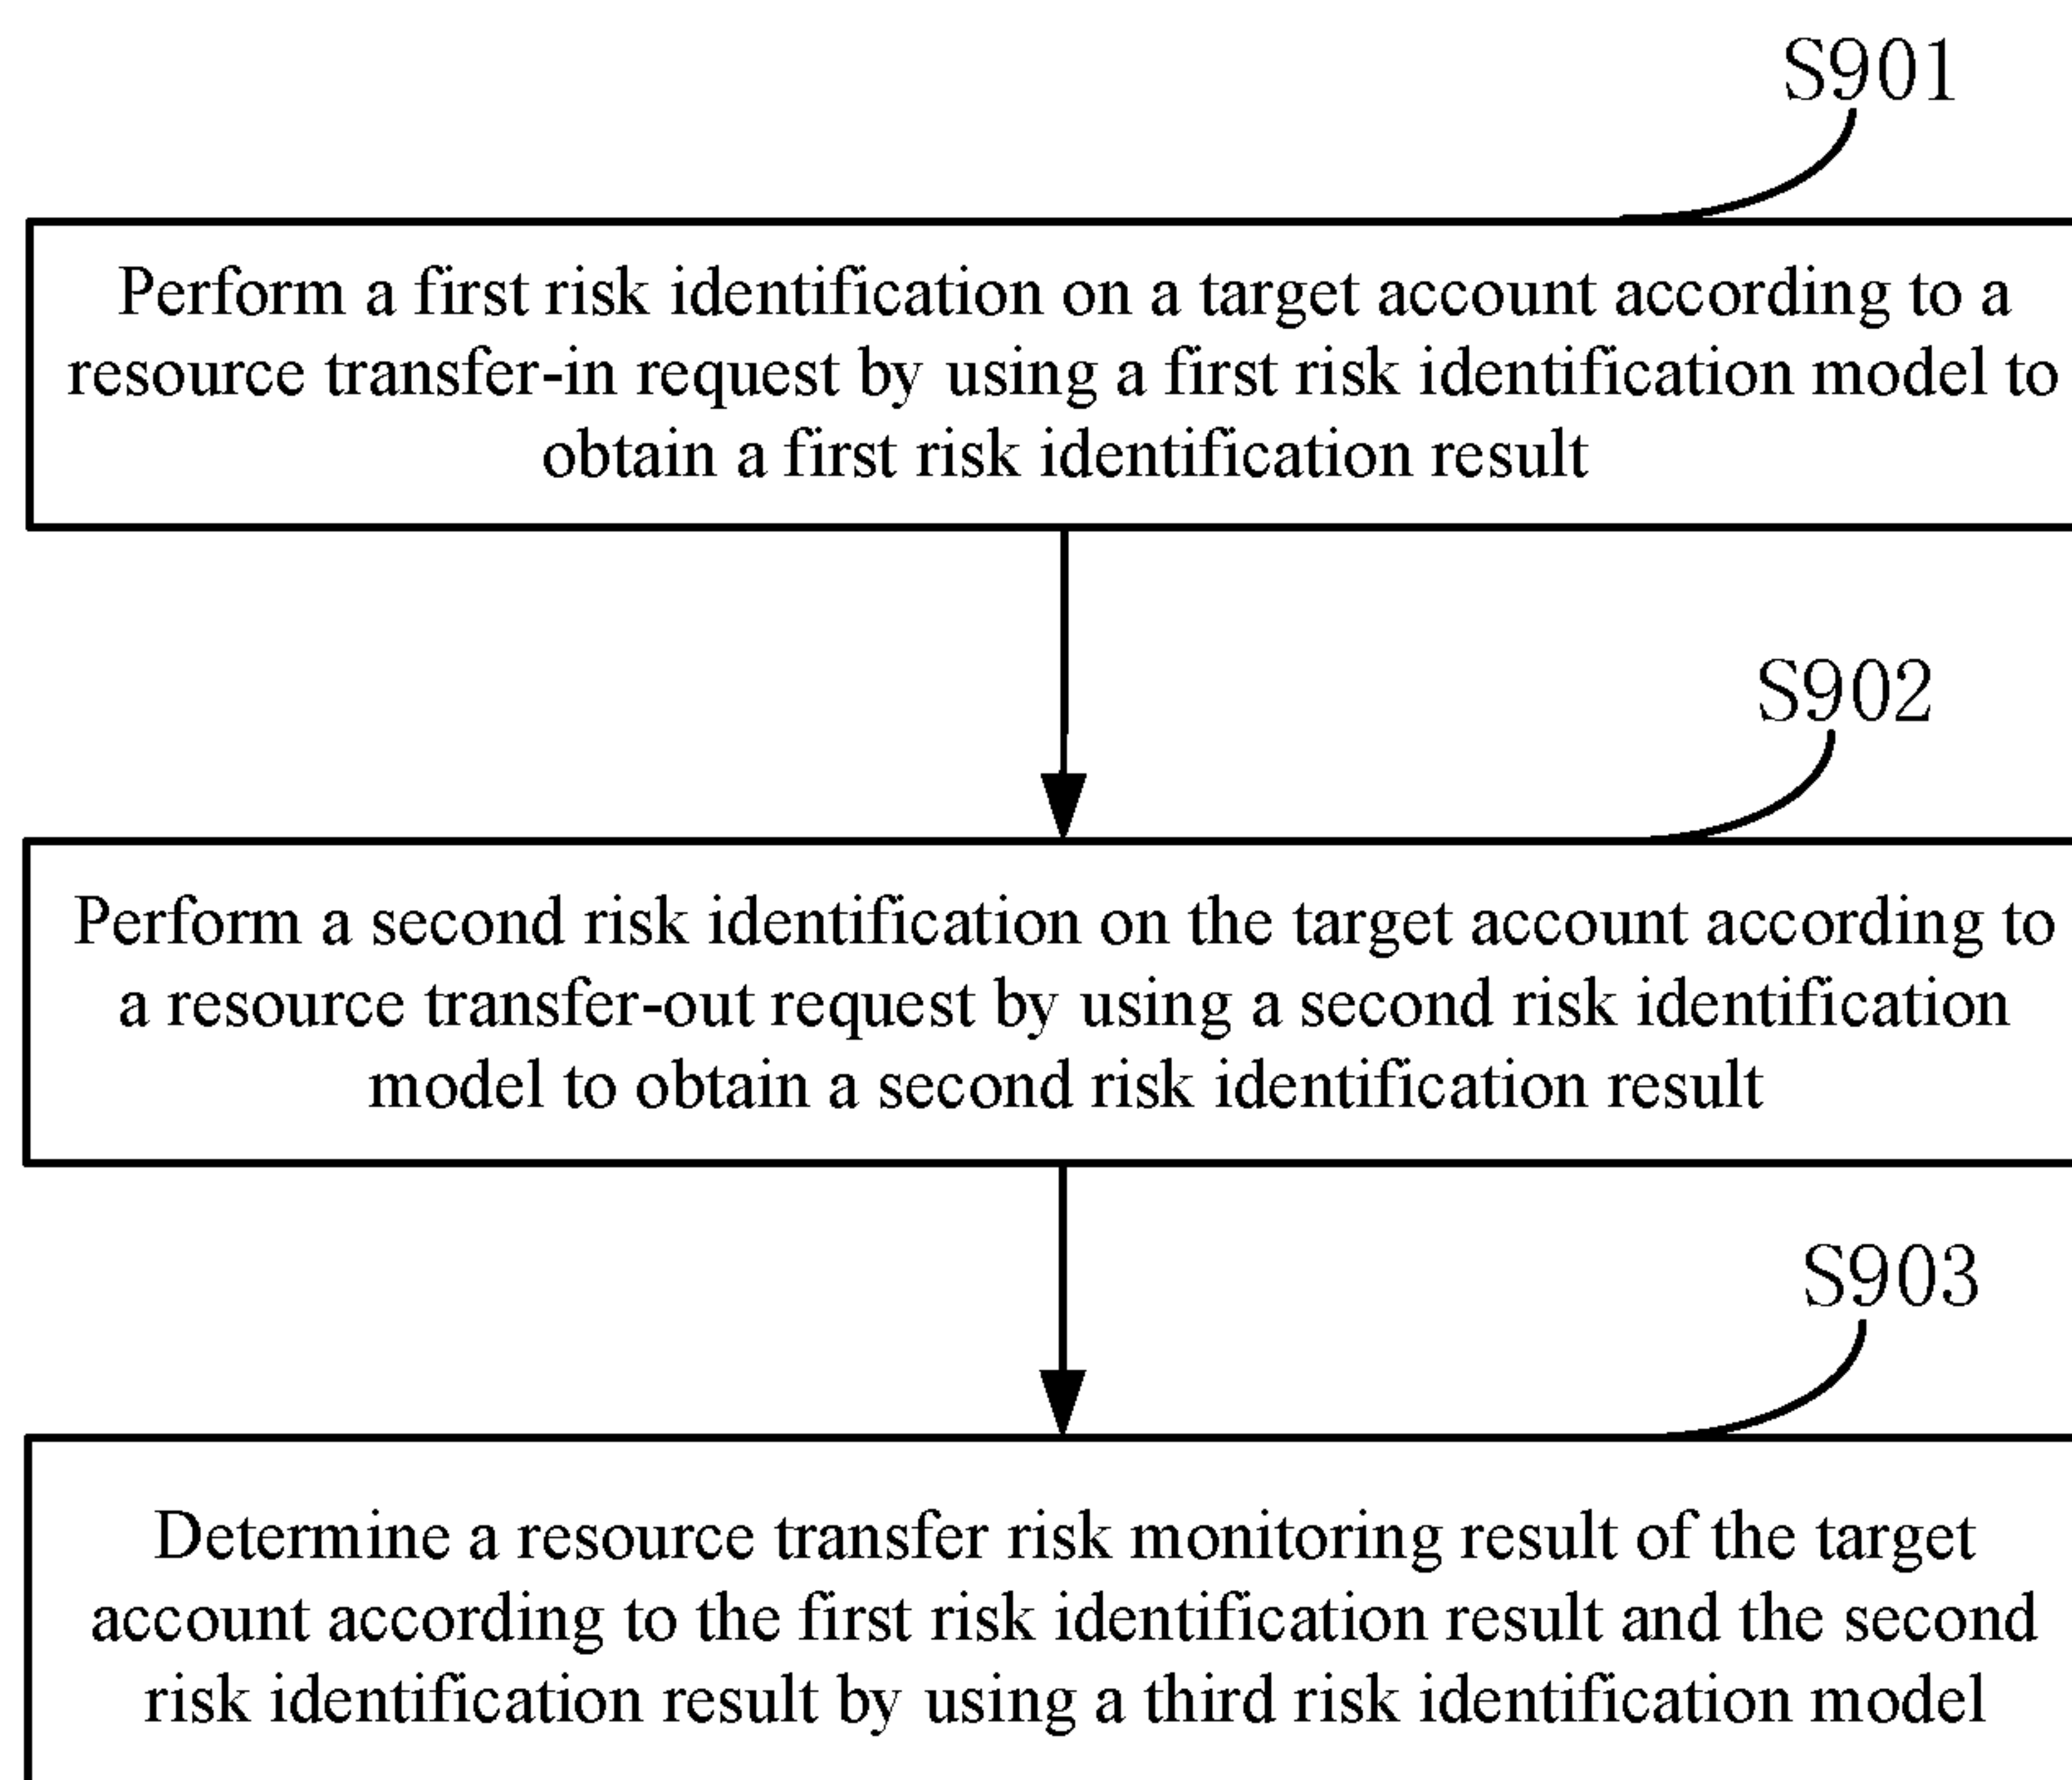 S901
Perform a first risk identification on a target account according to a
resource transfer-in request by using a first risk identification model to
obtain a first risk identification result
S902
Perform a second risk identification on the target account according to
a resource transfer-out request by using a second risk identification
model to obtain a second risk identification result
S903
Determine a resource transfer risk monitoring result of the target
account according to the first risk identification result and the second
risk identification result by using a third risk identification model